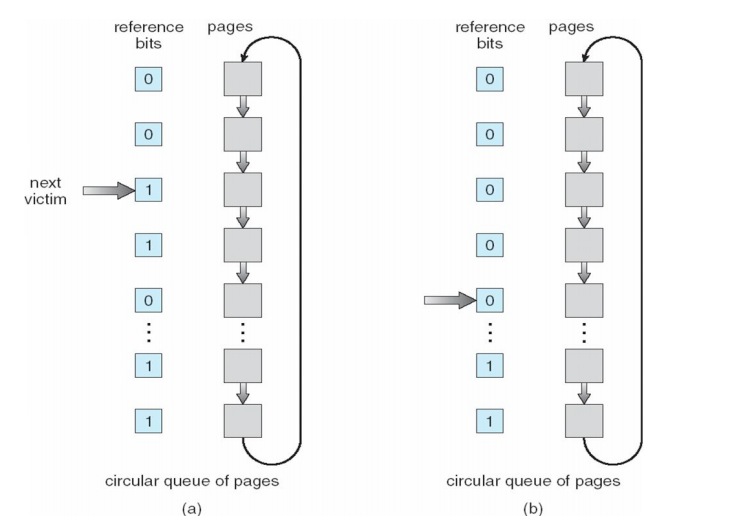 reference bits
pages
0
0
next victim
1
1
0
1
1
circular queue of pages
(a)
reference bits
pages
0
0
0
0
0
1
1
circular queue of pages
(b)